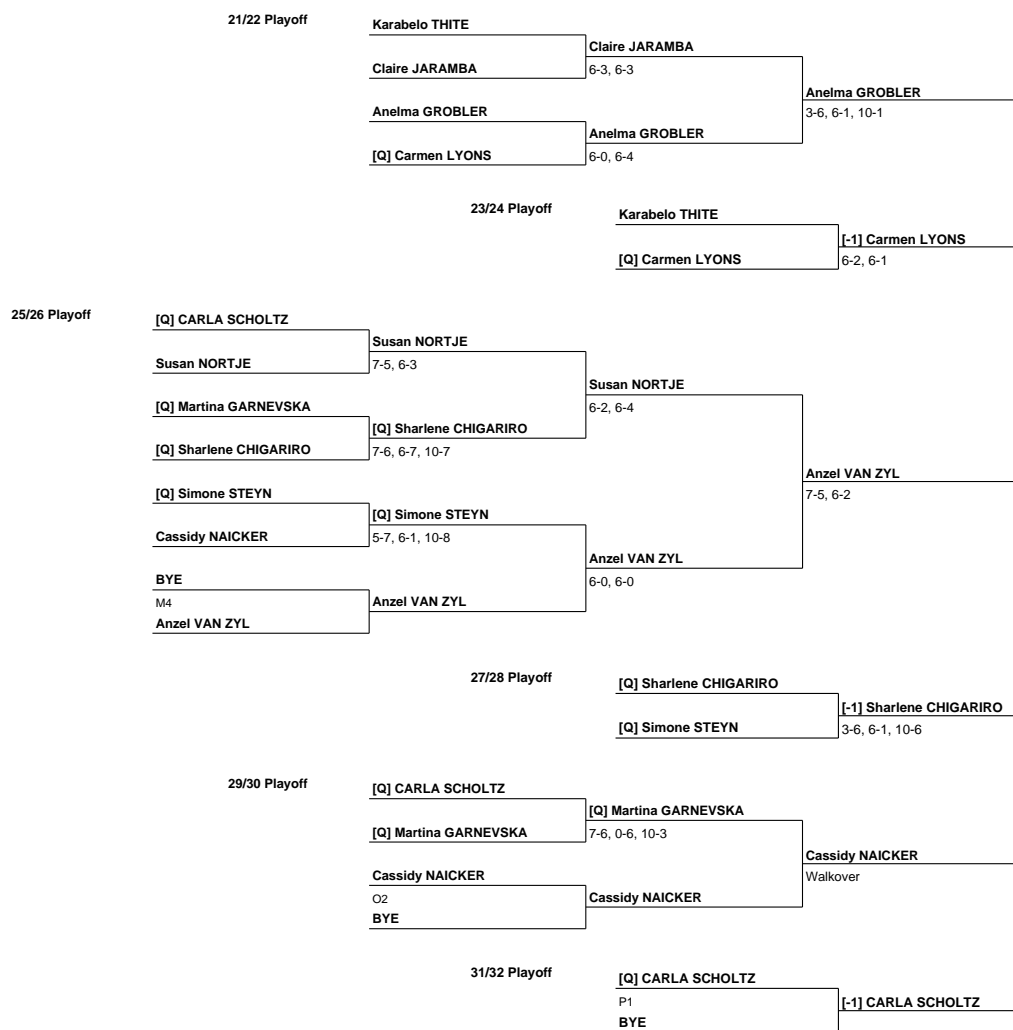 21/22 Playoff
Karabelo THITE
Claire JARAMBA
Claire JARAMBA
6-3, 6-3
Anelma GROBLER
3-6, 6-1, 10-1
Anelma GROBLER
Anelma GROBLER
[Q] Carmen LYONS
6-0, 6-4
23/24 Playoff
Karabelo THITE
[-1] Carmen LYONS
[Q] Carmen LYONS
6-2, 6-1
25/26 Playoff
[Q] CARLA SCHOLTZ
Susan NORTJE
Susan NORTJE
7-5, 6-3
Susan NORTJE
6-2, 6-4
[Q] Martina GARNEVSKA
[Q] Sharlene CHIGARIRO
[Q] Sharlene CHIGARIRO
7-6, 6-7, 10-7
Anzel VAN ZYL
7-5, 6-2
[Q] Simone STEYN
[Q] Simone STEYN
Cassidy NAICKER
5-7, 6-1, 10-8
Anzel VAN ZYL
6-0, 6-0
BYE
M4
Anzel VAN ZYL
Anzel VAN ZYL
27/28 Playoff
[Q] Sharlene CHIGARIRO
[-1] Sharlene CHIGARIRO
[Q] Simone STEYN
3-6, 6-1, 10-6
29/30 Playoff
[Q] CARLA SCHOLTZ
[Q] Martina GARNEVSKA
[Q] Martina GARNEVSKA
7-6, 0-6, 10-3
Cassidy NAICKER
Walkover
Cassidy NAICKER
O2
Cassidy NAICKER
BYE
31/32 Playoff
[Q] CARLA SCHOLTZ
P1
[-1] CARLA SCHOLTZ
BYE